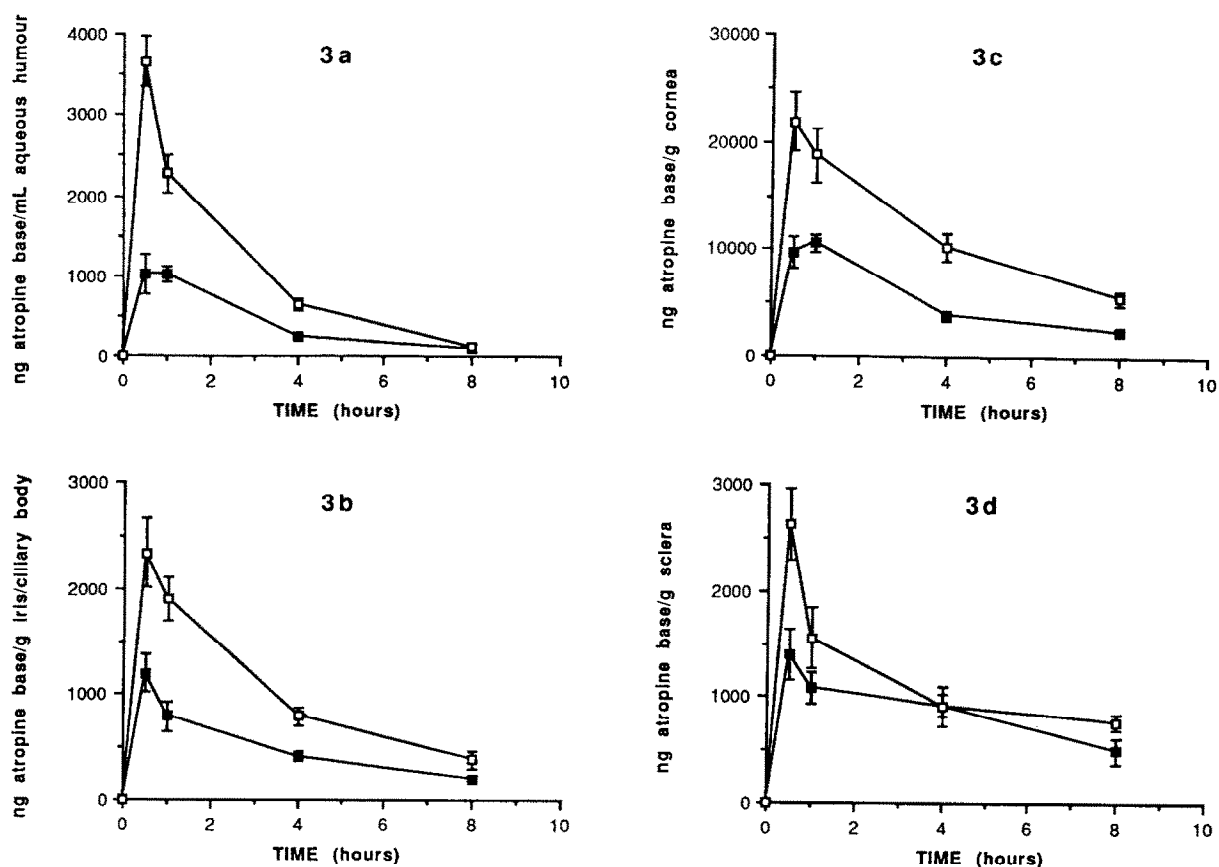 3a
ng atropine base/mL aqueous humour
4000
3000
2000
1000
0
0 2 4 6 8 10
TIME (hours)
3c
ng atropine base/g cornea
30000
20000
10000
0
0 2 4 6 8 10
TIME (hours)
3b
ng atropine base/g iris/ciliary body
3000
2000
1000
0
0 2 4 6 8 10
TIME (hours)
3d
ng atropine base/g sclera
3000
2000
1000
0
0 2 4 6 8 10
TIME (hours)